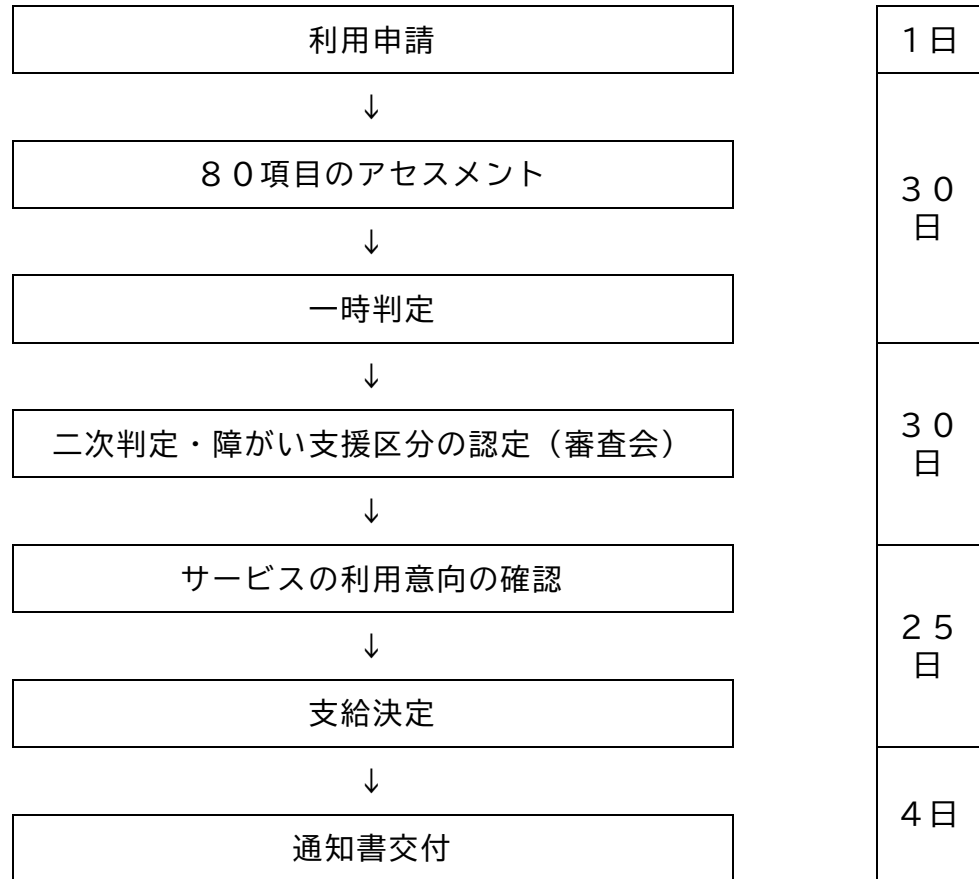 利用申請
1日
↓
80項目のアセスメント
↓
一時判定
30
日
↓
二次判定・障がい支援区分の認定（審査会）
30
日
↓
サービスの利用意向の確認
↓
支給決定
25
日
↓
通知書交付
4日